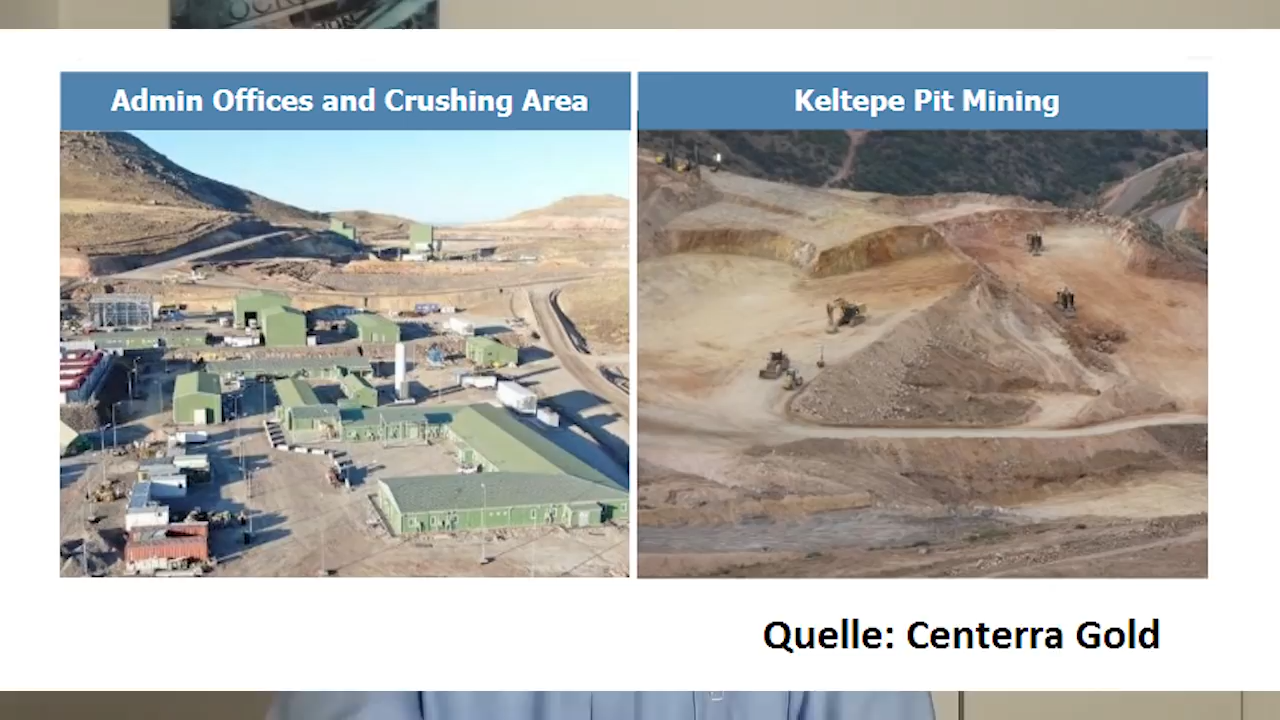 Admin Offices and Crushing Area
Keltepe Pit Mining
Quelle: Centerra Gold